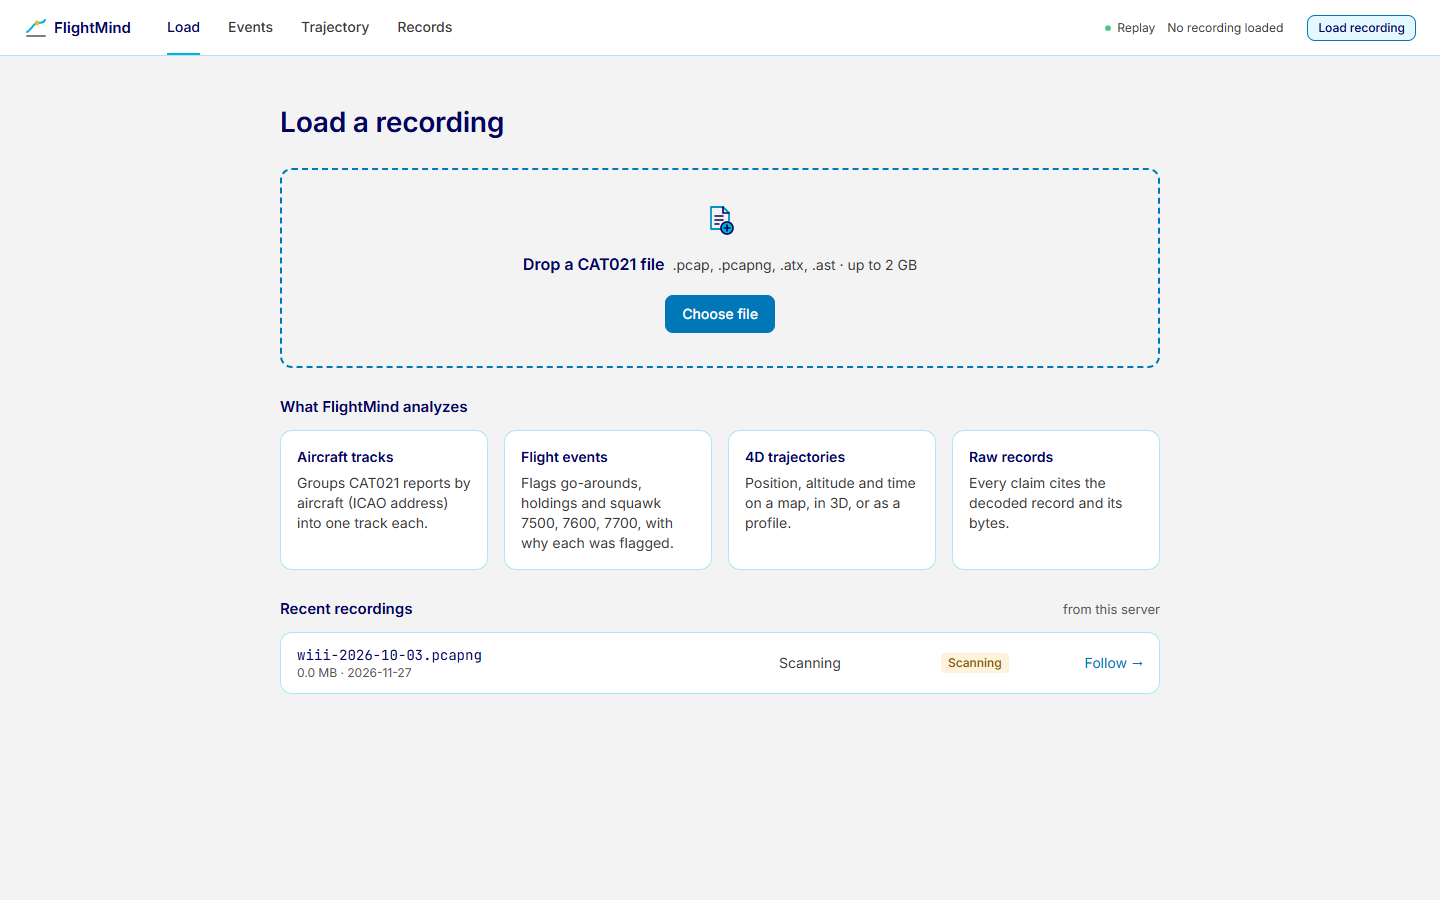 FlightMind
Load
Events
Trajectory
Records
Replay
No recording loaded
Load recording
Load a recording
Drop a CAT021 file .pcap, .pcapng, .atx, .ast · up to 2 GB
Choose file
What FlightMind analyzes
Aircraft tracks
Groups CAT021 reports by
aircraft (ICAO address)
into one track each.
Flight events
Flags go-arounds,
holdings and squawk
7500, 7600, 7700, with
why each was flagged.
4D trajectories
Position, altitude and time
on a map, in 3D, or as a
profile.
Raw records
Every claim cites the
decoded record and its
bytes.
Recent recordings
from this server
wiii-2026-10-03.pcapng
0.0 MB · 2026-11-27
Scanning
Scanning
Follow →